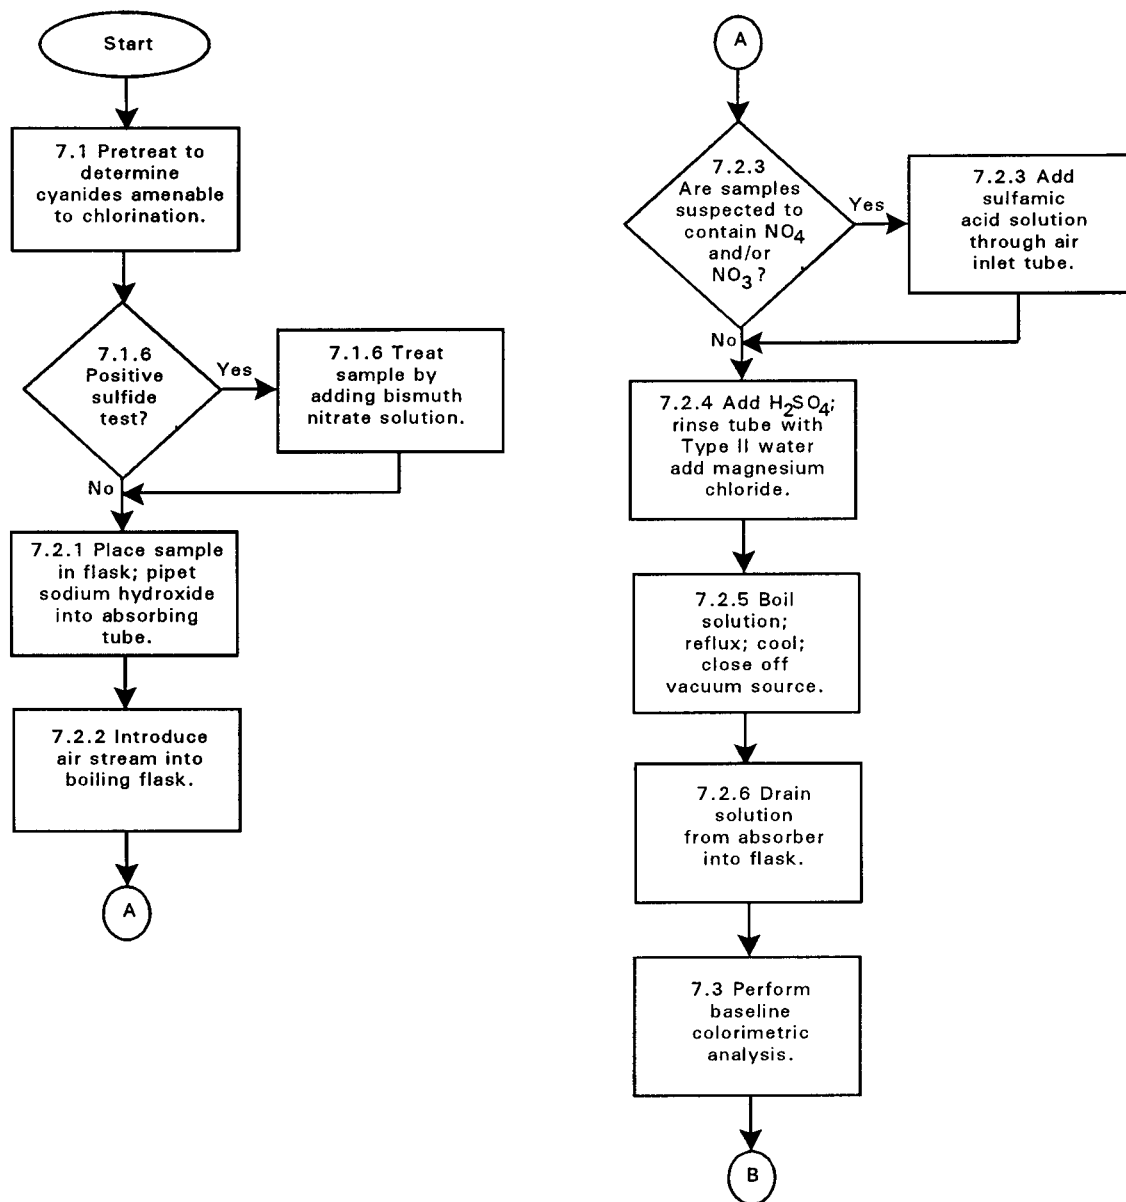 Start
7.1 Pretreat to
determine
cyanides amenable
to chlorination.
7.1.6
Positive
sulfide
test?
Yes
7.1.6 Treat
sample by
adding bismuth
nitrate solution.
No
7.2.1 Place sample
in flask; pipet
sodium hydroxide
into absorbing
tube.
7.2.2 Introduce
air stream into
boiling flask.
A
A
7.2.3
Are samples
suspected to
contain NO4
and/or
NO3?
Yes
7.2.3 Add
sulfamic
acid solution
through air
inlet tube.
No
7.2.4 Add H2SO4;
rinse tube with
Type II water
add magnesium
chloride.
7.2.5 Boil
solution;
reflux; cool;
close off
vacuum source.
7.2.6 Drain
solution
from absorber
into flask.
7.3 Perform
baseline
colorimetric
analysis.
B